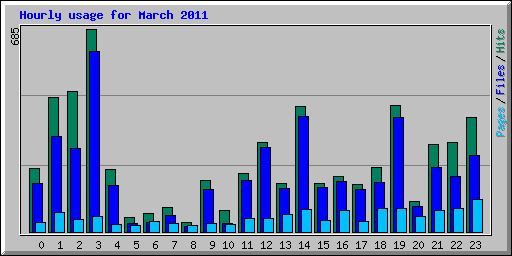 Hourly usage for March 2011
685
Pages / Files / Hits
0 1 2 3 4 5 6 7 8 9 10 11 12 13 14 15 16 17 18 19 20 21 22 23